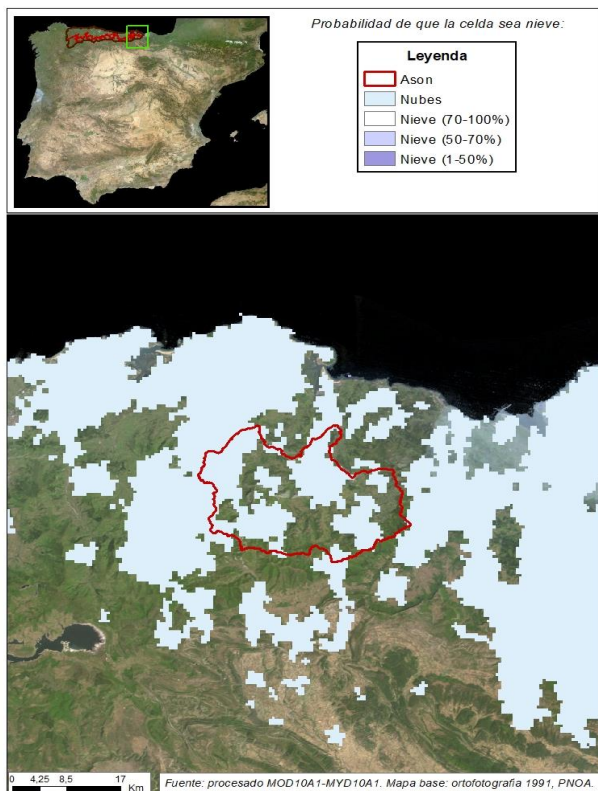 Probabilidad de que la celda sea nieve:
Leyenda
Ason
Nubes
Nieve (70-100%)
Nieve (50-70%)
Nieve (1-50%)
0 4,25 8,5 17
Km
Fuente: procesado MOD10A1-MYD10A1. Mapa base: ortofotografía 1991, PNOA.